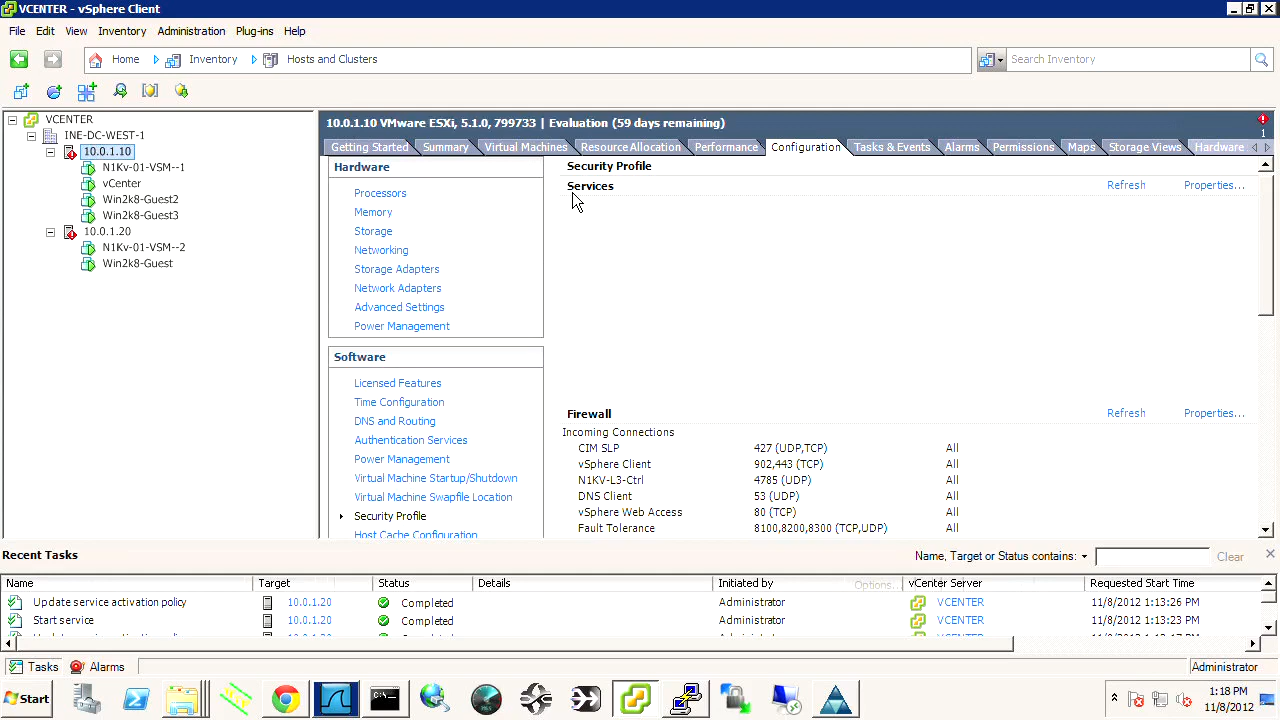 VCENTER - vSphere Client
File Edit View Inventory Administration Plug-ins Help
Home Inventory Hosts and Clusters Search Inventory
VCENTER
INE-DC-WEST-1
10.0.1.10
N1Kv-01-VSM--1
vCenter
Win2k8-Guest2
Win2k8-Guest3
10.0.1.20
N1Kv-01-VSM--2
Win2k8-Guest
10.0.1.10 VMware ESXi, 5.1.0, 799733 | Evaluation (59 days remaining)
1
Getting Started Summary Virtual Machines Resource Allocation Performance Configuration Tasks & Events Alarms Permissions Maps Storage Views Hardware
Hardware
Processors
Memory
Storage
Networking
Storage Adapters
Network Adapters
Advanced Settings
Power Management
Software
Licensed Features
Time Configuration
DNS and Routing
Authentication Services
Power Management
Virtual Machine Startup/Shutdown
Virtual Machine Swapfile Location
Security Profile
Host Cache Configuration
Security Profile
Services Refresh Properties...
Firewall Refresh Properties...
Incoming Connections
CIM SLP 427 (UDP,TCP) All
vSphere Client 902,443 (TCP) All
N1KV-L3-Ctrl 4785 (UDP) All
DNS Client 53 (UDP) All
vSphere Web Access 80 (TCP) All
Fault Tolerance 8100,8200,8300 (TCP,UDP) All
Recent Tasks Name, Target or Status contains: Clear
Name Target Status Details Initiated by Options... vCenter Server Requested Start Time
Update service activation policy 10.0.1.20 Completed Administrator VCENTER 11/8/2012 1:13:26 PM
Start service 10.0.1.20 Completed Administrator VCENTER 11/8/2012 1:13:23 PM
Tasks Alarms Administrator
Start
1:18 PM
11/8/2012